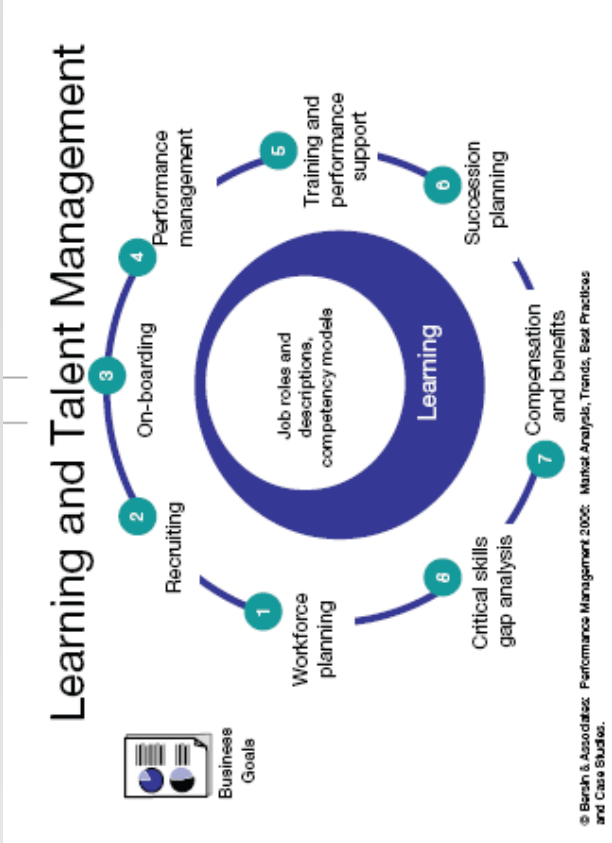 Learning and Talent Management
Business
Goals
1
Workforce
planning
2
Recruiting
3
On-boarding
4
Performance
management
5
Training and
performance
support
6
Succession
planning
7
Compensation
and benefits
8
Critical skills
gap analysis
Job roles and
descriptions,
competency models
Learning
© Bersin & Associates: Performance Management 2006: Market Analysis, Trends, Best Practices
and Case Studies.